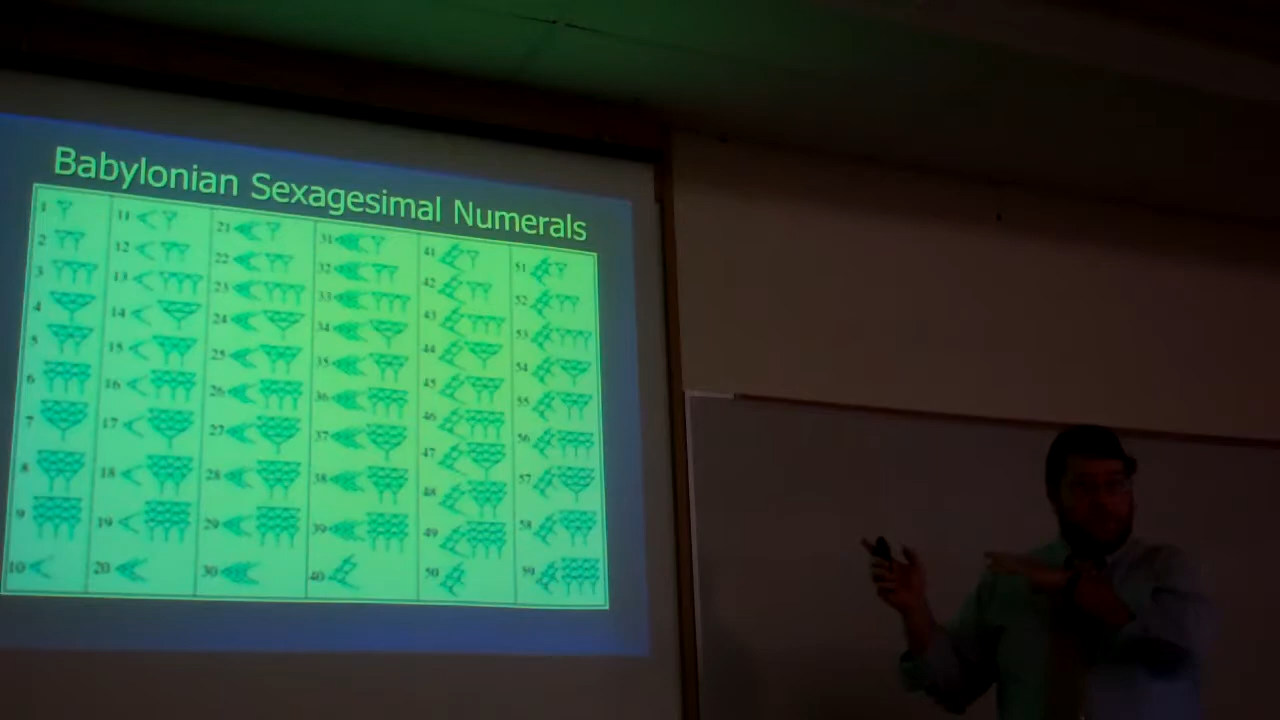 Babylonian Sexagesimal Numerals
1 11 21 31 41 51
2 12 22 32 42 52
3 13 23 33 43 53
4 14 24 34 44 54
5 15 25 35 45 55
6 16 26 36 46 56
7 17 27 37 47 57
8 18 28 38 48 58
9 19 29 39 49 59
10 20 30 40 50